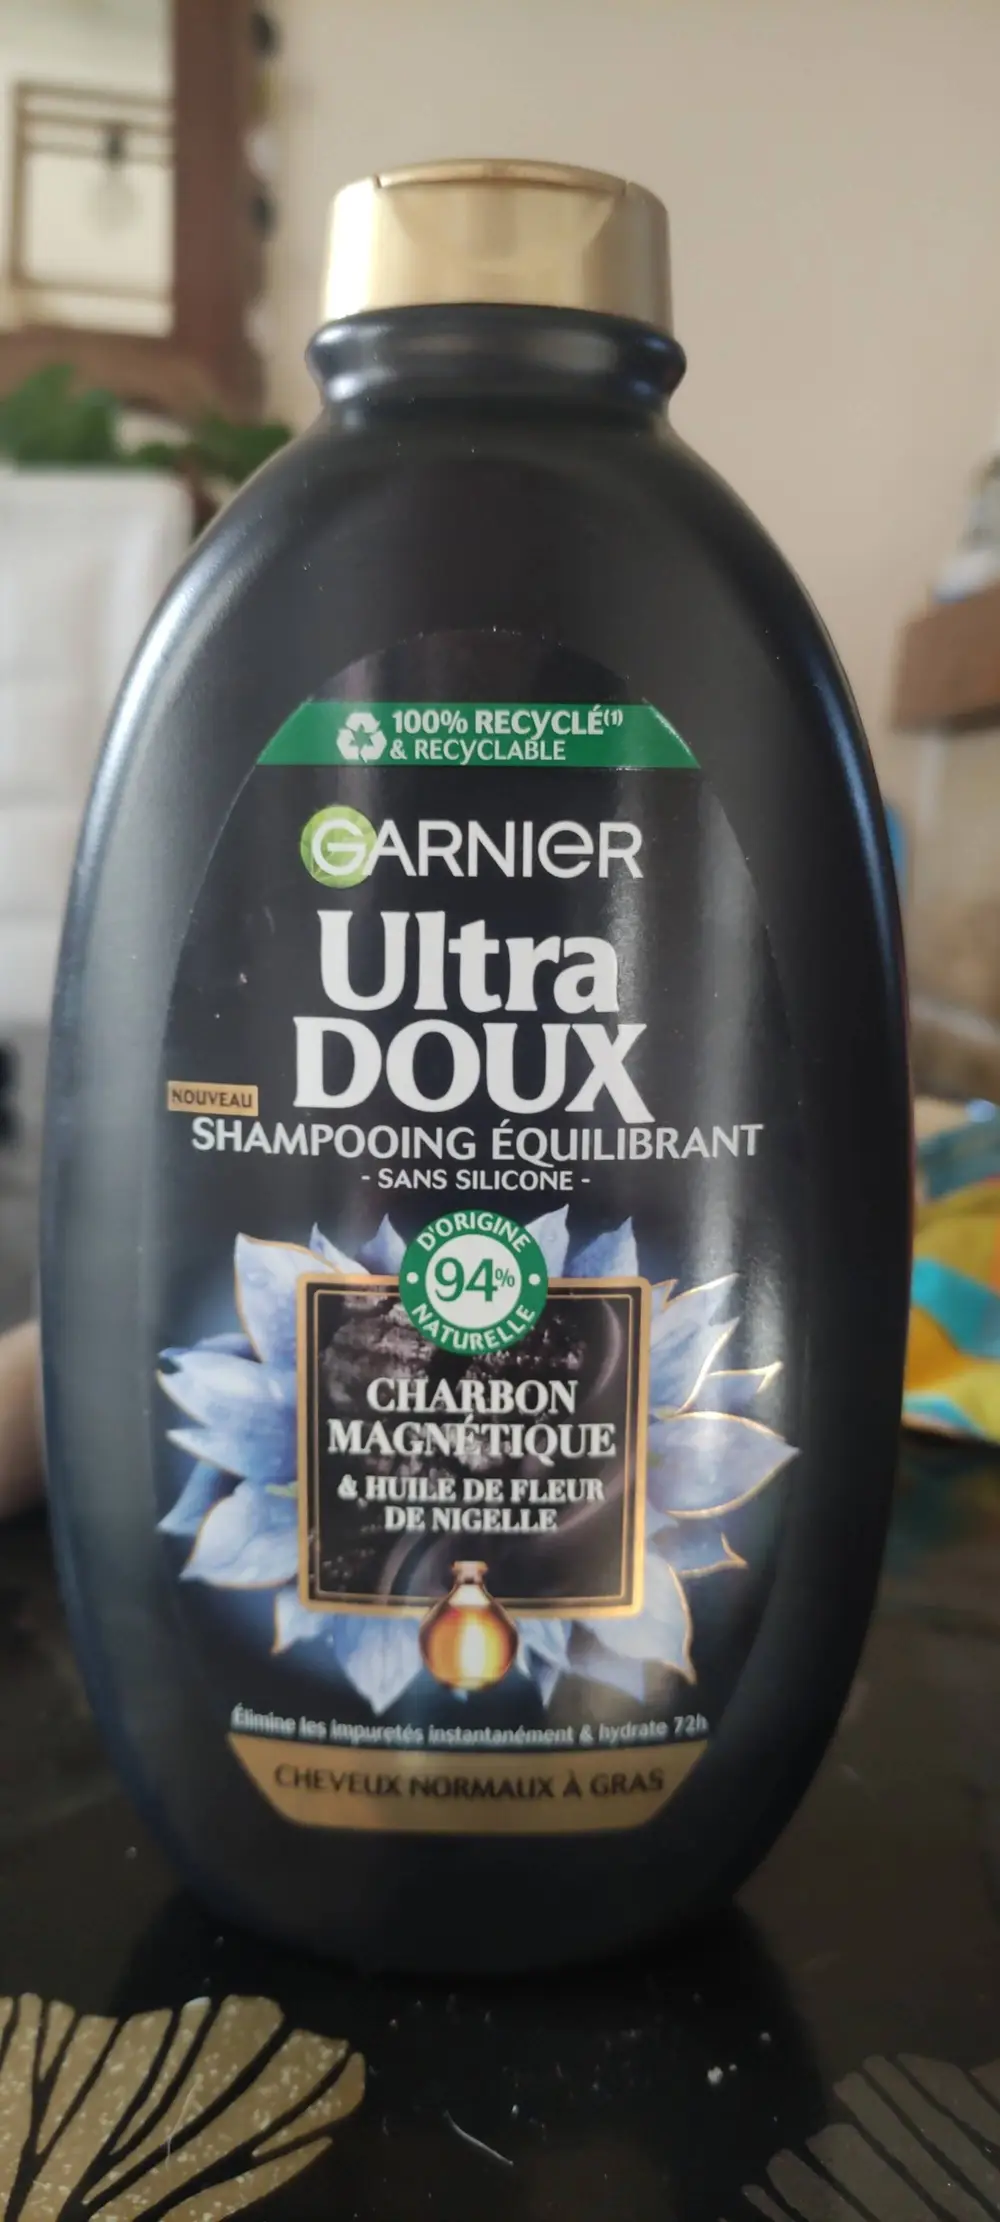 100% RECYCLÉ(1)
& RECYCLABLE
GARNIER
Ultra
DOUX
NOUVEAU
SHAMPOOING ÉQUILIBRANT
- SANS SILICONE -
D'ORIGINE
94%
NATURELLE
CHARBON
MAGNÉTIQUE
& HUILE DE FLEUR
DE NIGELLE
Élimine les impuretés instantanément & hydrate 72h
CHEVEUX NORMAUX À GRAS